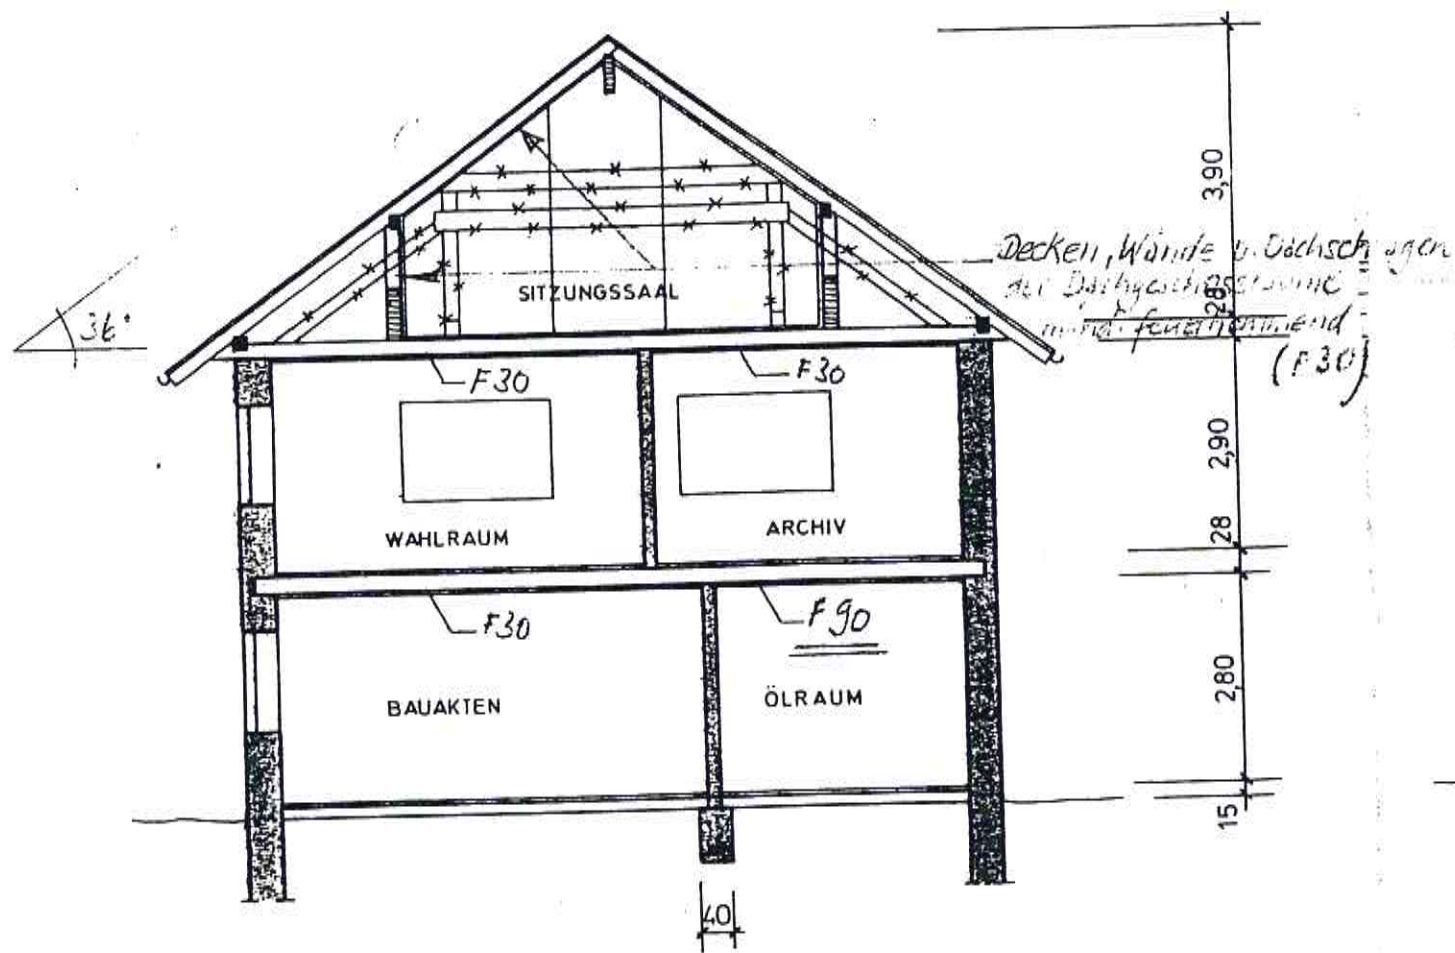 3,90
Decken, Wände u. Dachschrägen
der Dachgeschossräume
mind. feuerhemmend
(F30)
28
36°
SITZUNGSSAAL
F30
F30
2,90
WAHLRAUM
ARCHIV
28
F30
F90
2,80
BAUAKTEN
ÖLRAUM
15
40